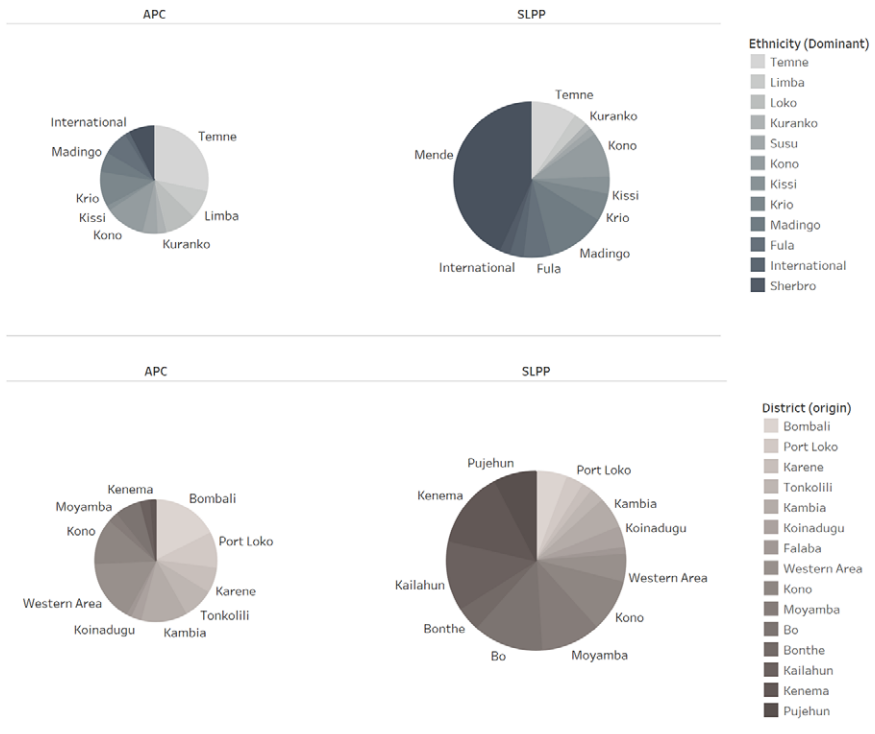 APC
SLPP
Ethnicity (Dominant)
Temne
Limba
Loko
Kuranko
Susu
Kono
Kissi
Krio
Madingo
Fula
International
Sherbro
International
Temne
Madingo
Krio
Limba
Kissi
Kono
Kuranko
Temne
Kuranko
Kono
Mende
Kissi
Krio
Madingo
International
Fula
APC
SLPP
District (origin)
Bombali
Port Loko
Karene
Tonkolili
Kambia
Koinadugu
Falaba
Western Area
Kono
Moyamba
Bo
Bonthe
Kailahun
Kenema
Pujehun
Kenema
Bombali
Moyamba
Kono
Port Loko
Karene
Western Area
Tonkolili
Koinadugu
Kambia
Pujehun
Port Loko
Kenema
Kambia
Koinadugu
Western Area
Kailahun
Kono
Bonthe
Bo
Moyamba